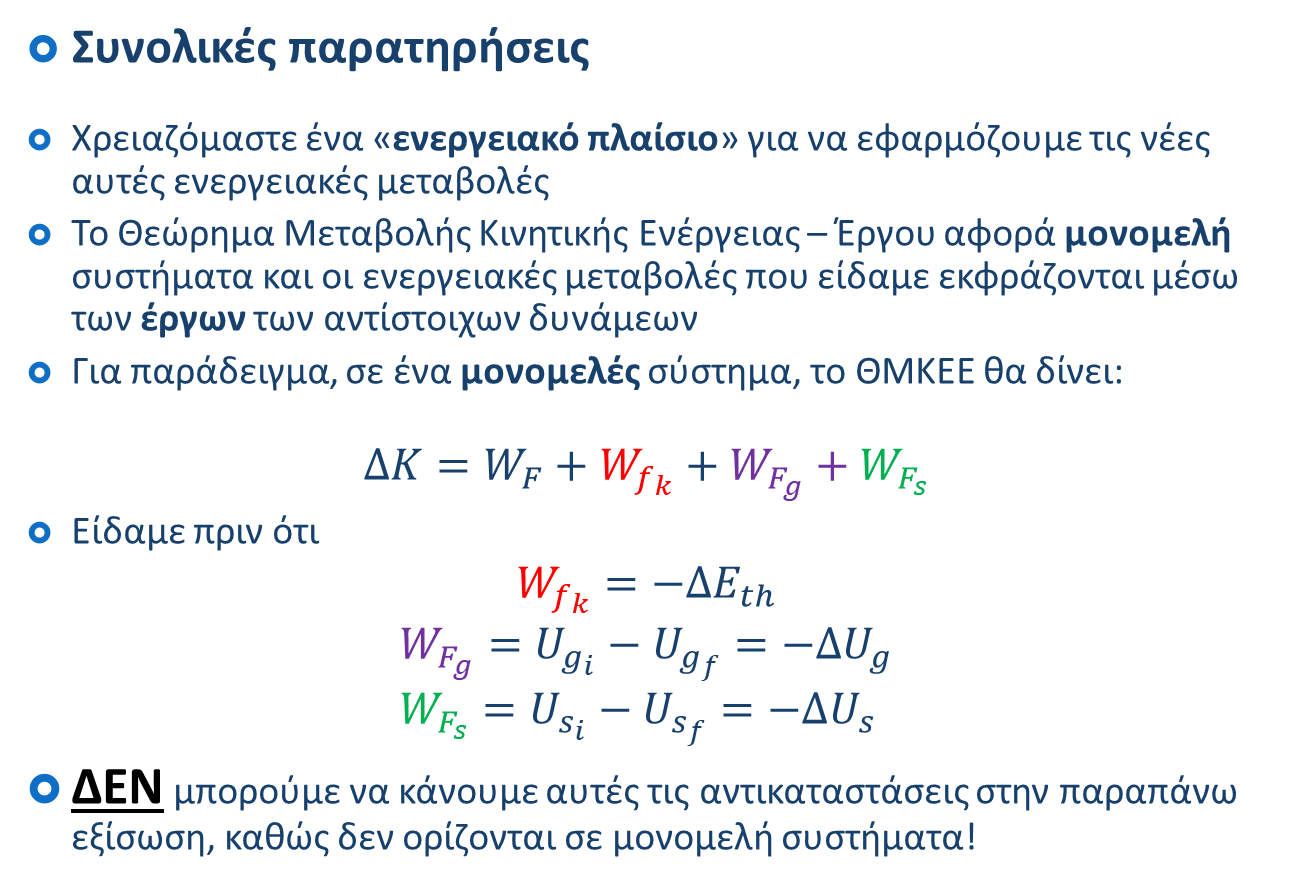 Συνολικές παρατηρήσεις
Χρειαζόμαστε ένα «ενεργειακό πλαίσιο» για να εφαρμόζουμε τις νέες
αυτές ενεργειακές μεταβολές
Το Θεώρημα Μεταβολής Κινητικής Ενέργειας – Έργου αφορά μονομελή
συστήματα και οι ενεργειακές μεταβολές που είδαμε εκφράζονται μέσω
των έργων των αντίστοιχων δυνάμεων
Για παράδειγμα, σε ένα μονομελές σύστημα, το ΘΜΚΕΕ θα δίνει:
ΔK = W_F + W_{f_k} + W_{F_g} + W_{F_s}
Είδαμε πριν ότι
W_{f_k} = −ΔE_{th}
W_{F_g} = U_{g_i} − U_{g_f} = −ΔU_g
W_{F_s} = U_{s_i} − U_{s_f} = −ΔU_s
ΔΕΝ μπορούμε να κάνουμε αυτές τις αντικαταστάσεις στην παραπάνω
εξίσωση, καθώς δεν ορίζονται σε μονομελή συστήματα!